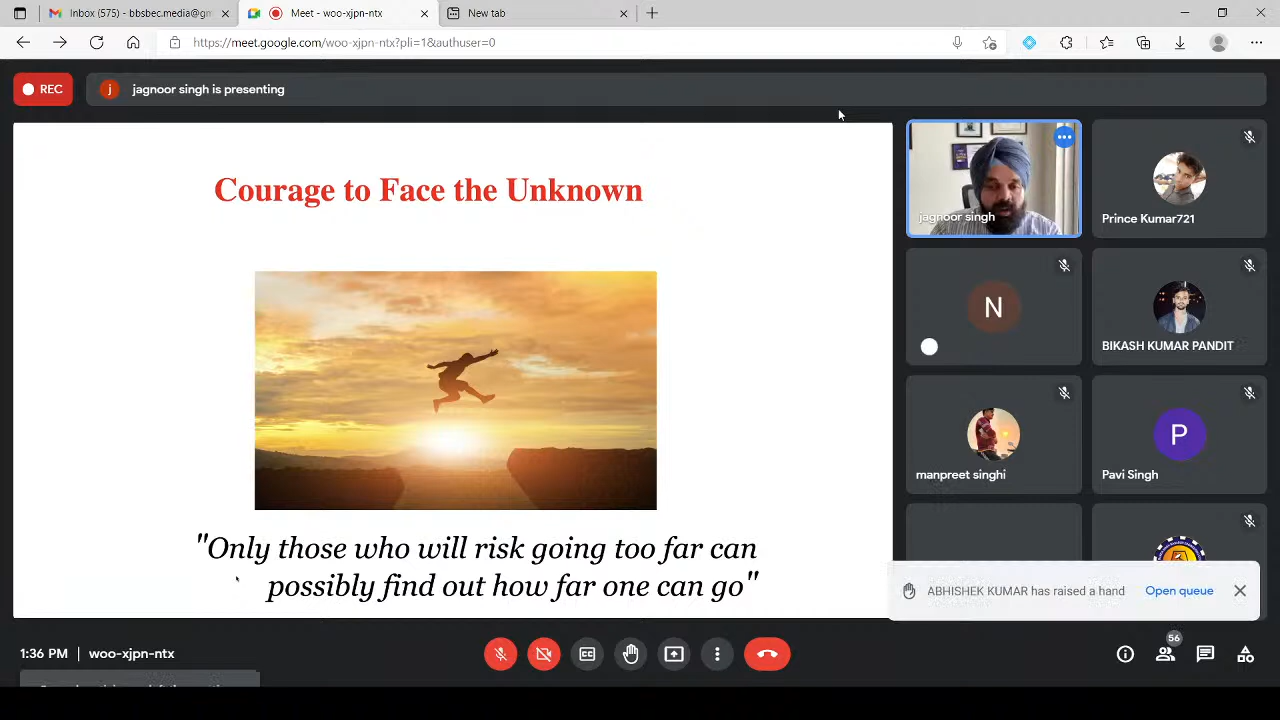 Inbox (575) - bbsbec.media@gm
Meet - woo-xjpn-ntx
New tab
https://meet.google.com/woo-xjpn-ntx?pli=1&authuser=0
REC
j
jagnoor singh is presenting
Courage to Face the Unknown
"Only those who will risk going too far can
possibly find out how far one can go"
jagnoor singh
Prince Kumar721
N
BIKASH KUMAR PANDIT
manpreet singhi
P
Pavi Singh
ABHISHEK KUMAR has raised a hand
Open queue
1:36 PM
woo-xjpn-ntx
CC
56